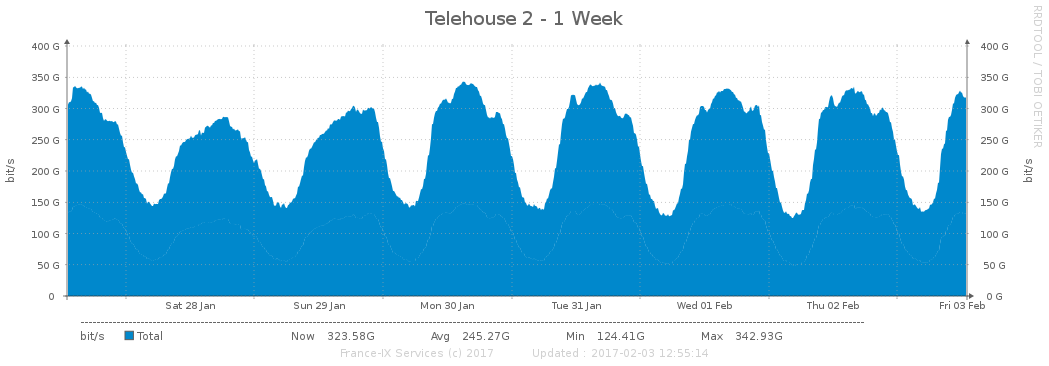 Telehouse 2 - 1 Week
RRDTOOL / TOBI OETIKER
400 G 400 G
350 G 350 G
300 G 300 G
250 G 250 G
200 G 200 G
150 G 150 G
100 G 100 G
50 G 50 G
0 0 G
bit/s bit/s
Sat 28 Jan Sun 29 Jan Mon 30 Jan Tue 31 Jan Wed 01 Feb Thu 02 Feb Fri 03 Feb
bit/s Total Now 323.58G Avg 245.27G Min 124.41G Max 342.93G
France-IX Services (c) 2017 Updated : 2017-02-03 12:55:14